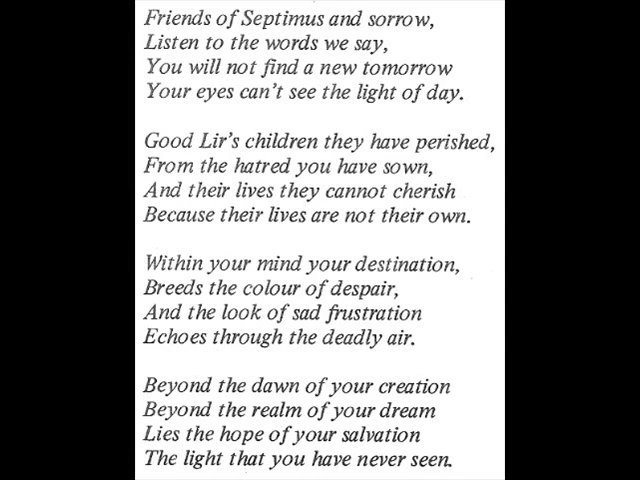 Friends of Septimus and sorrow,
Listen to the words we say,
You will not find a new tomorrow
Your eyes can't see the light of day.
Good Lir's children they have perished,
From the hatred you have sown,
And their lives they cannot cherish
Because their lives are not their own.
Within your mind your destination,
Breeds the colour of despair,
And the look of sad frustration
Echoes through the deadly air.
Beyond the dawn of your creation
Beyond the realm of your dream
Lies the hope of your salvation
The light that you have never seen.